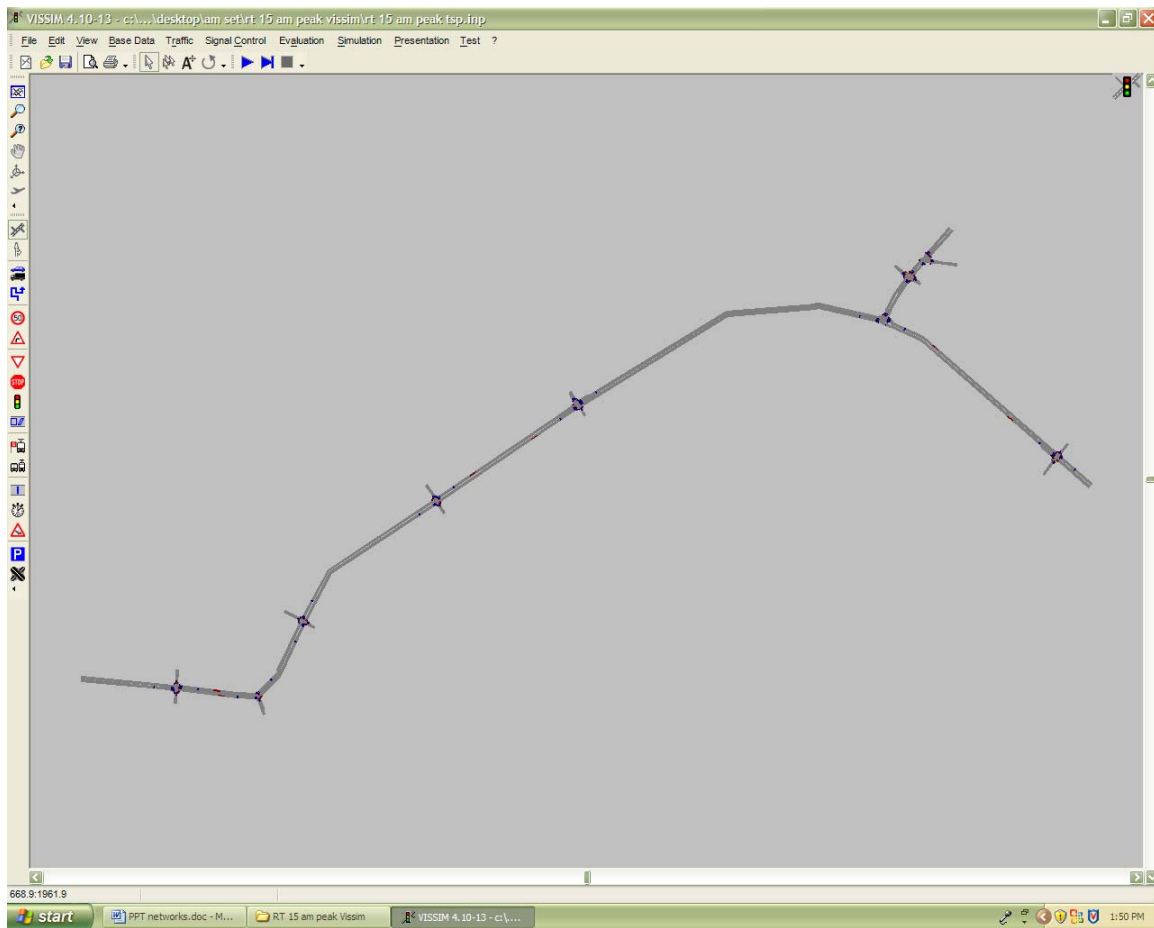 VISSIM 4.10-13 - c:\...\desktop\am set\rt 15 am peak vissim\rt 15 am peak tsp.inp
File Edit View Base Data Traffic Signal Control Evaluation Simulation Presentation Test ?
A
50
STOP
P
668.9:1961.9
start PPT networks.doc - M... RT 15 am peak Vissim VISSIM 4.10-13 - c:\.... 1:50 PM